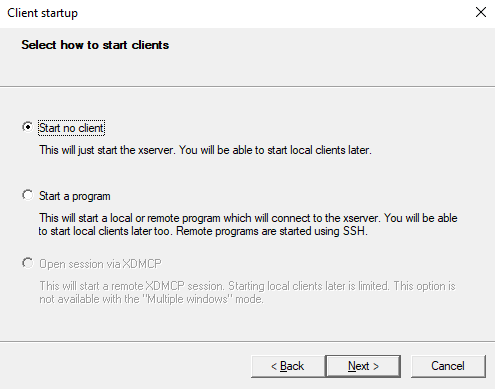 Client startup
Select how to start clients
Start no client
This will just start the xserver. You will be able to start local clients later.
Start a program
This will start a local or remote program which will connect to the xserver. You will be able
to start local clients later too. Remote programs are started using SSH.
Open session via XDMCP
This will start a remote XDMCP session. Starting local clients later is limited. This option is
not available with the "Multiple windows" mode.
< Back
Next >
Cancel